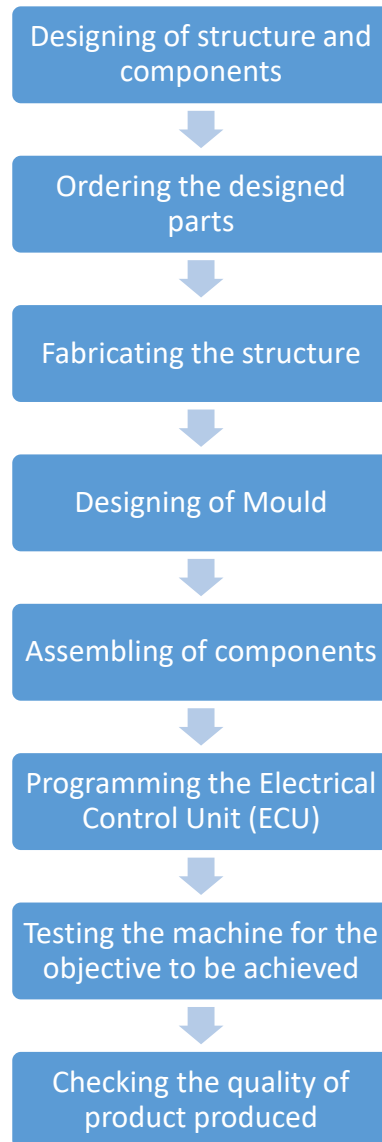 Designing of structure and
components
Ordering the designed
parts
Fabricating the structure
Designing of Mould
Assembling of components
Programming the Electrical
Control Unit (ECU)
Testing the machine for the
objective to be achieved
Checking the quality of
product produced